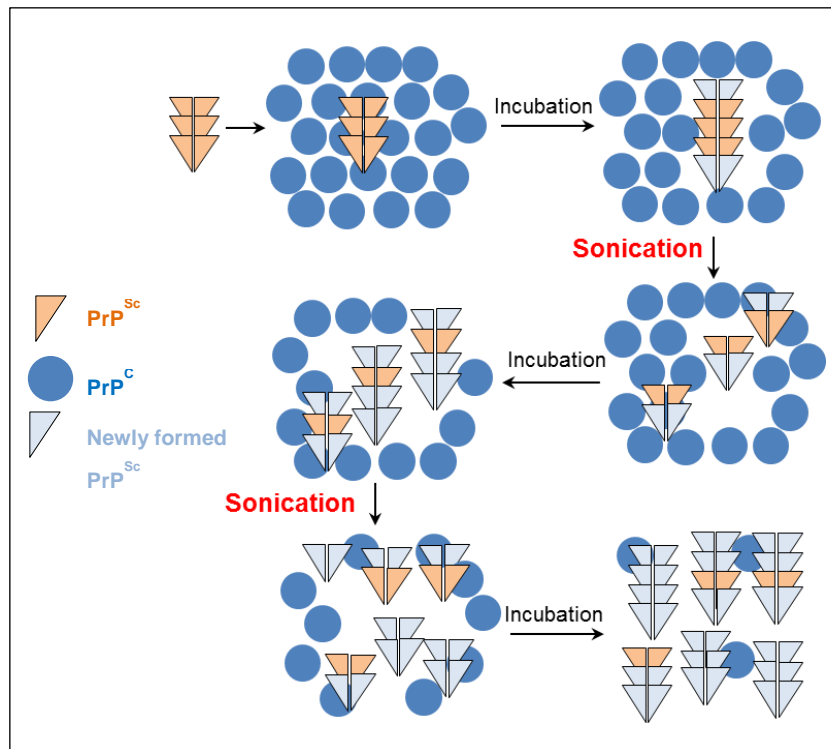 Incubation
Sonication
PrP^Sc
PrP^C
Newly formed
PrP^Sc
Incubation
Sonication
Incubation